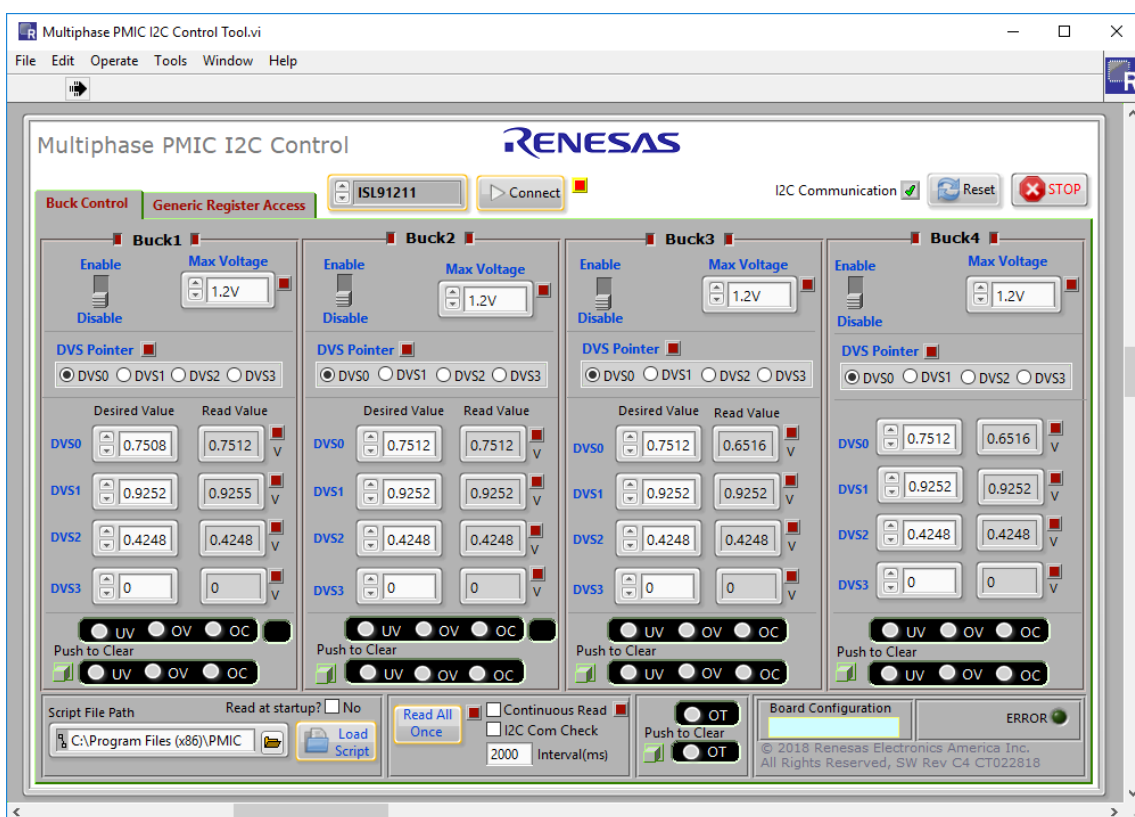 Multiphase PMIC I2C Control Tool.vi
File Edit Operate Tools Window Help
Multiphase PMIC I2C Control
RENESAS
Buck Control
Generic Register Access
ISL91211
Connect
I2C Communication
Reset
STOP
Buck1
Enable
Max Voltage
1.2V
Disable
DVS Pointer
DVS0 DVS1 DVS2 DVS3
Desired Value Read Value
DVS0 0.7508 0.7512 V
DVS1 0.9252 0.9255 V
DVS2 0.4248 0.4248 V
DVS3 0 0 V
UV OV OC
Push to Clear
UV OV OC
Buck2
Enable
Max Voltage
1.2V
Disable
DVS Pointer
DVS0 DVS1 DVS2 DVS3
Desired Value Read Value
DVS0 0.7512 0.7512 V
DVS1 0.9252 0.9252 V
DVS2 0.4248 0.4248 V
DVS3 0 0 V
UV OV OC
Push to Clear
UV OV OC
Buck3
Enable
Max Voltage
1.2V
Disable
DVS Pointer
DVS0 DVS1 DVS2 DVS3
Desired Value Read Value
DVS0 0.7512 0.6516 V
DVS1 0.9252 0.9252 V
DVS2 0.4248 0.4248 V
DVS3 0 0 V
UV OV OC
Push to Clear
UV OV OC
Buck4
Enable
Max Voltage
1.2V
Disable
DVS Pointer
DVS0 DVS1 DVS2 DVS3
DVS0 0.7512 0.6516 V
DVS1 0.9252 0.9252 V
DVS2 0.4248 0.4248 V
DVS3 0 0 V
UV OV OC
Push to Clear
UV OV OC
Script File Path
Read at startup? No
C:\Program Files (x86)\PMIC
Load
Script
Read All
Once
Continuous Read
I2C Com Check
2000 Interval(ms)
OT
Push to Clear
OT
Board Configuration
ERROR
© 2018 Renesas Electronics America Inc.
All Rights Reserved, SW Rev C4 CT022818